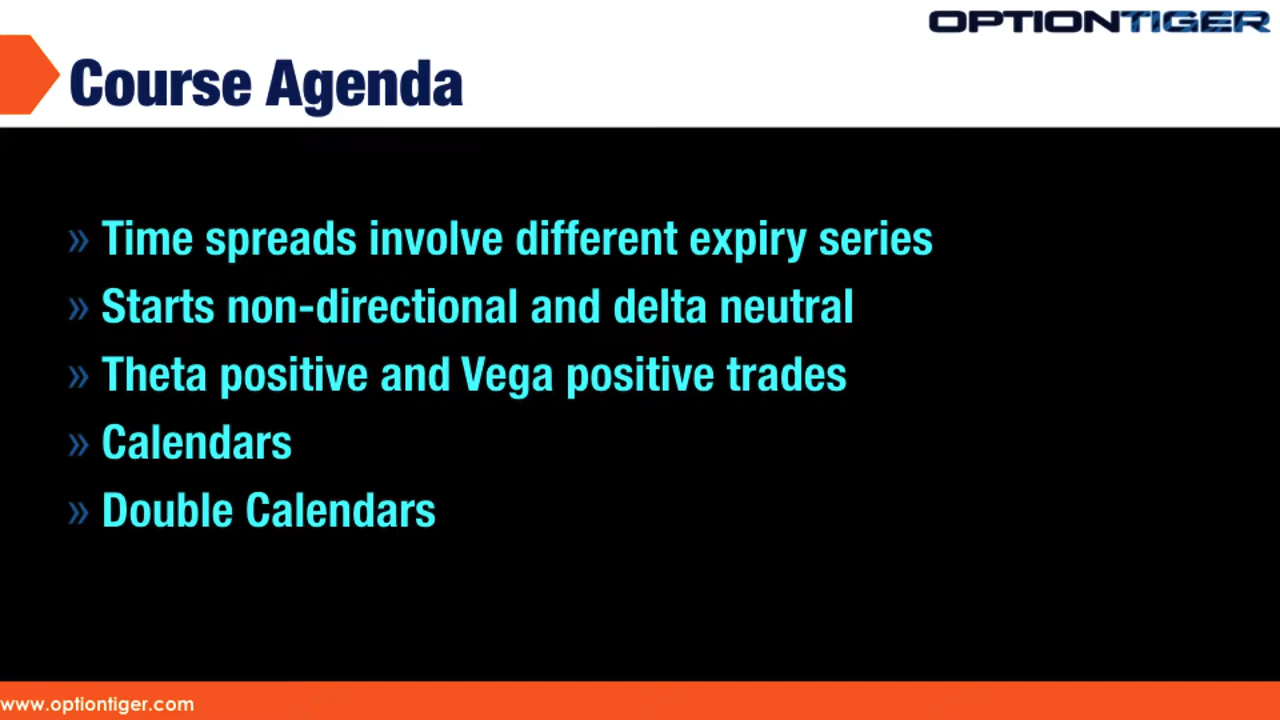 OPTIONTIGER
Course Agenda
» Time spreads involve different expiry series
» Starts non-directional and delta neutral
» Theta positive and Vega positive trades
» Calendars
» Double Calendars
www.optiontiger.com